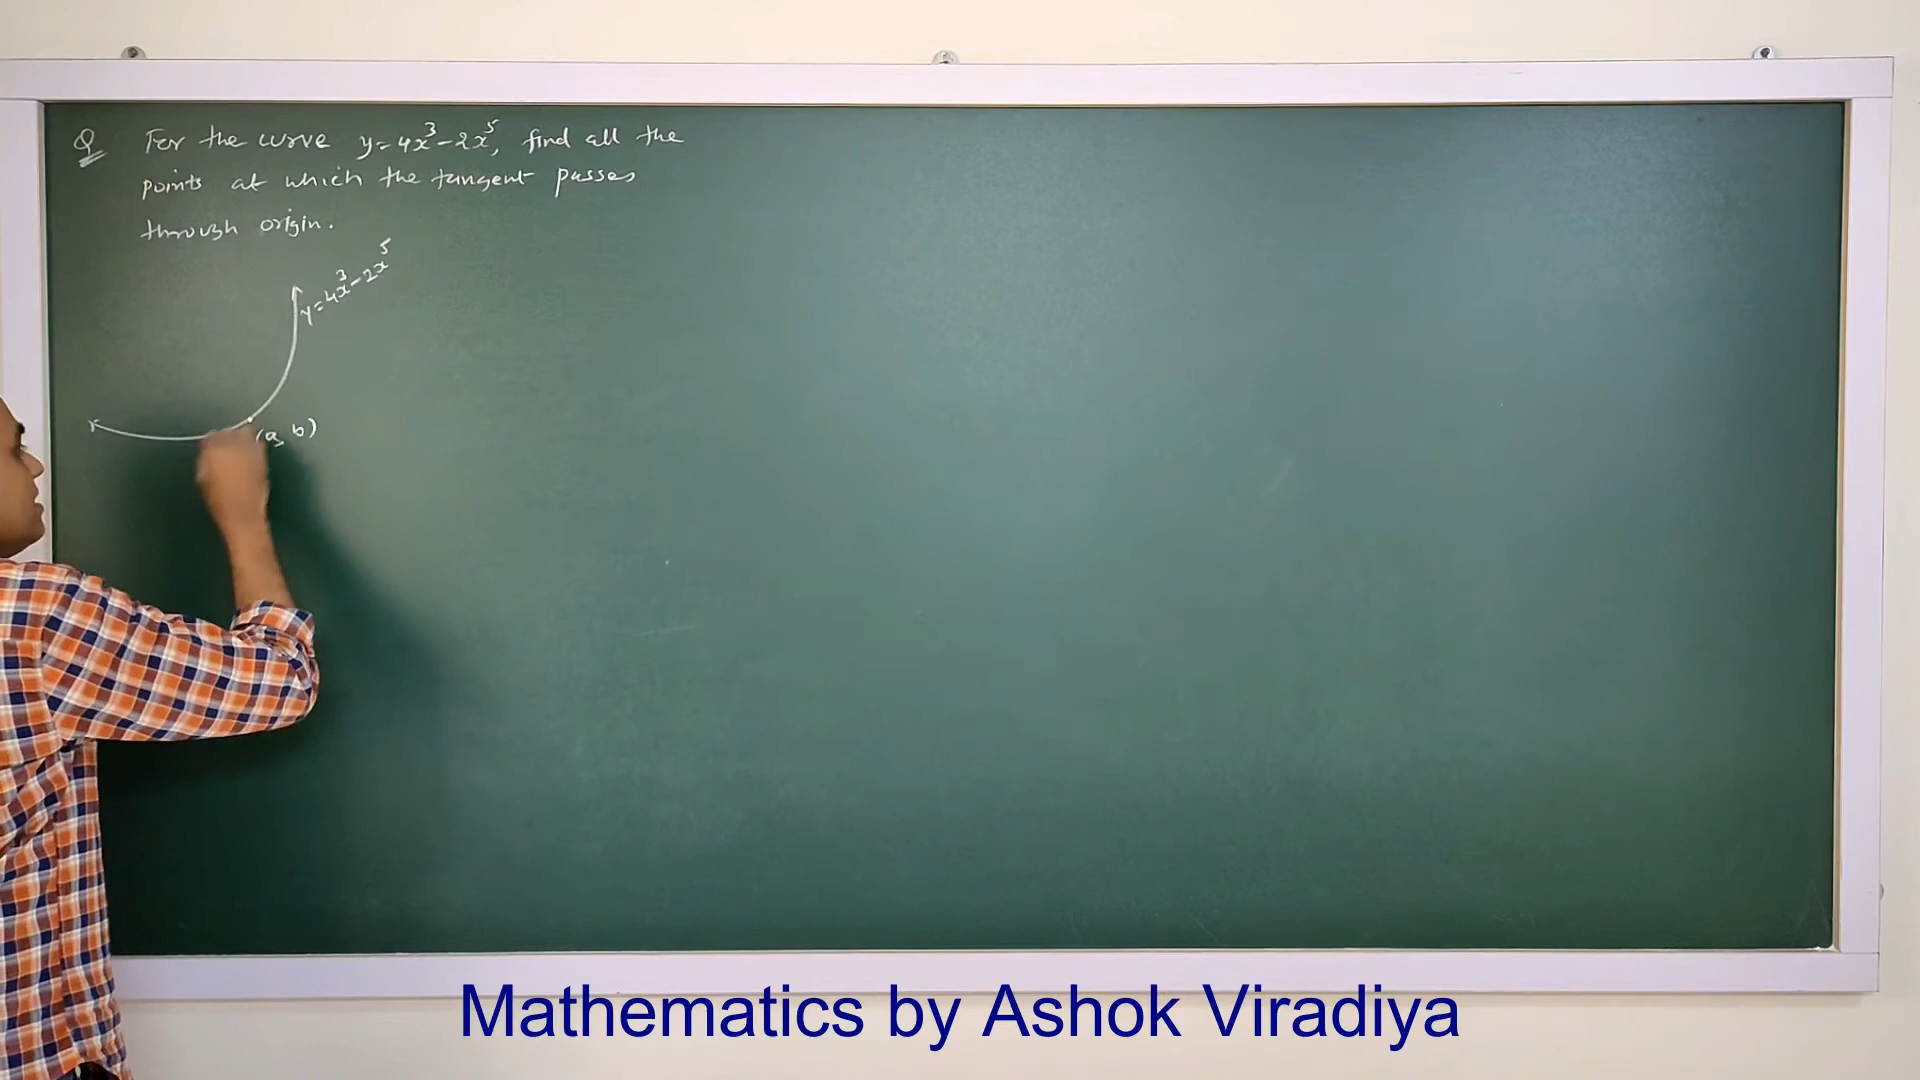 Q For the curve y=4x³-2x⁵, find all the
points at which the tangent passes
through origin.
y=4x³-2x⁵
(a, b)
Mathematics by Ashok Viradiya